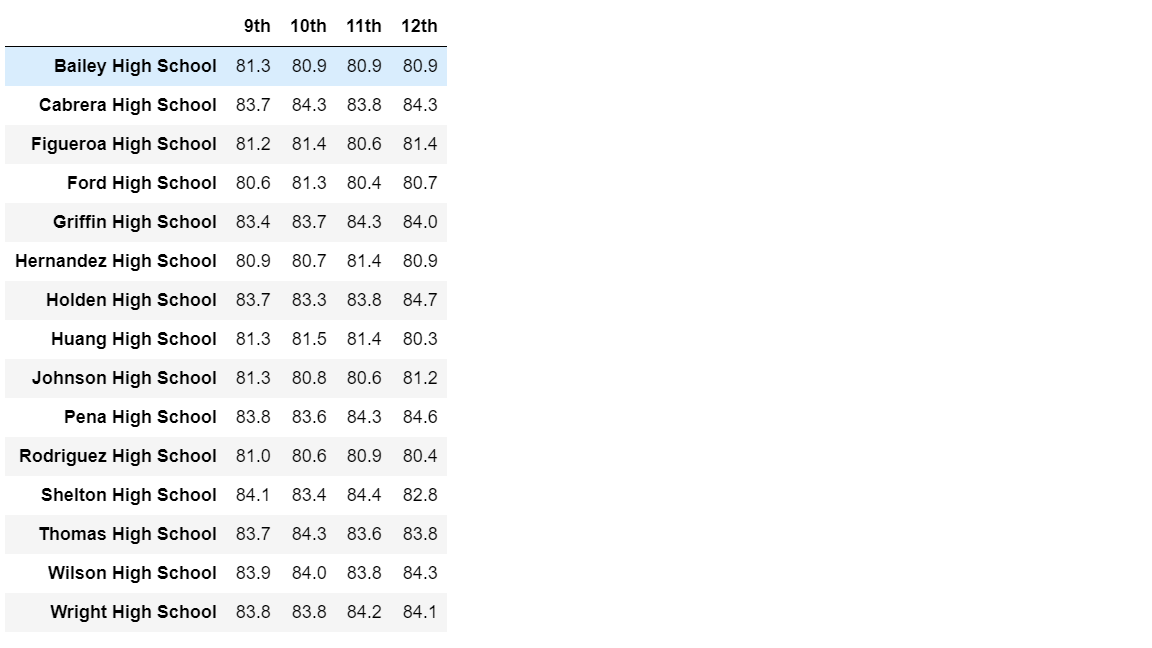 9th 10th 11th 12th
Bailey High School 81.3 80.9 80.9 80.9
Cabrera High School 83.7 84.3 83.8 84.3
Figueroa High School 81.2 81.4 80.6 81.4
Ford High School 80.6 81.3 80.4 80.7
Griffin High School 83.4 83.7 84.3 84.0
Hernandez High School 80.9 80.7 81.4 80.9
Holden High School 83.7 83.3 83.8 84.7
Huang High School 81.3 81.5 81.4 80.3
Johnson High School 81.3 80.8 80.6 81.2
Pena High School 83.8 83.6 84.3 84.6
Rodriguez High School 81.0 80.6 80.9 80.4
Shelton High School 84.1 83.4 84.4 82.8
Thomas High School 83.7 84.3 83.6 83.8
Wilson High School 83.9 84.0 83.8 84.3
Wright High School 83.8 83.8 84.2 84.1